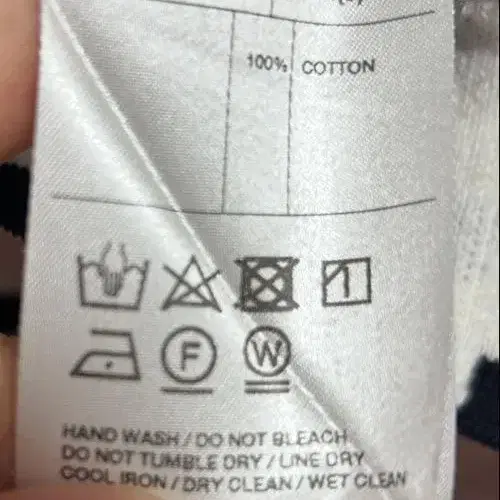 100% COTTON
F W
HAND WASH / DO NOT BLEACH
DO NOT TUMBLE DRY / LINE DRY
COOL IRON / DRY CLEAN / WET CLEAN